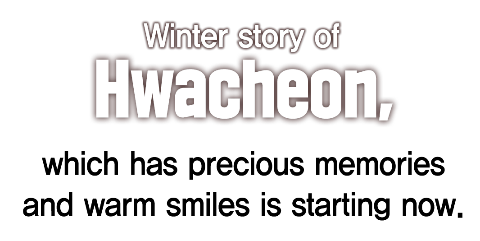 Winter story of
Hwacheon,
which has precious memories
and warm smiles is starting now.